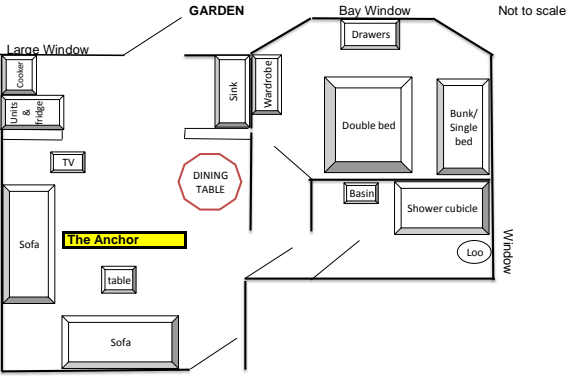 GARDEN
Bay Window
Not to scale
Large Window
Drawers
Cooker
Units
&
fridge
Sink
Wardrobe
Double bed
Bunk/
Single
bed
TV
DINING
TABLE
Basin
Shower cubicle
Sofa
The Anchor
Loo
Window
table
Sofa